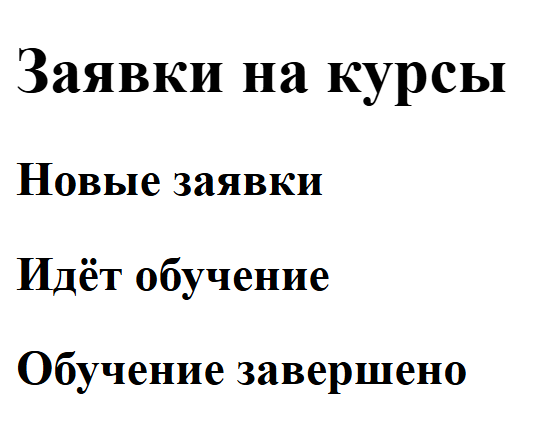 Заявки на курсы
Новые заявки
Идёт обучение
Обучение завершено